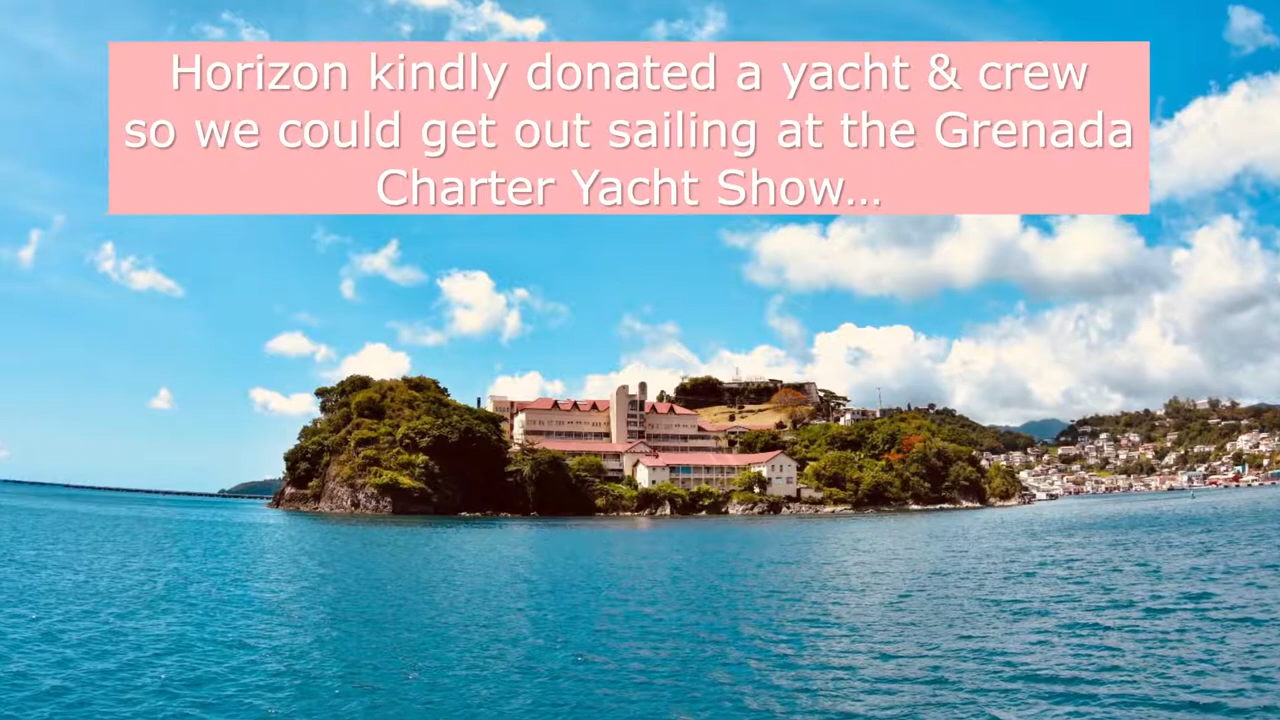 Horizon kindly donated a yacht & crew
so we could get out sailing at the Grenada
Charter Yacht Show…